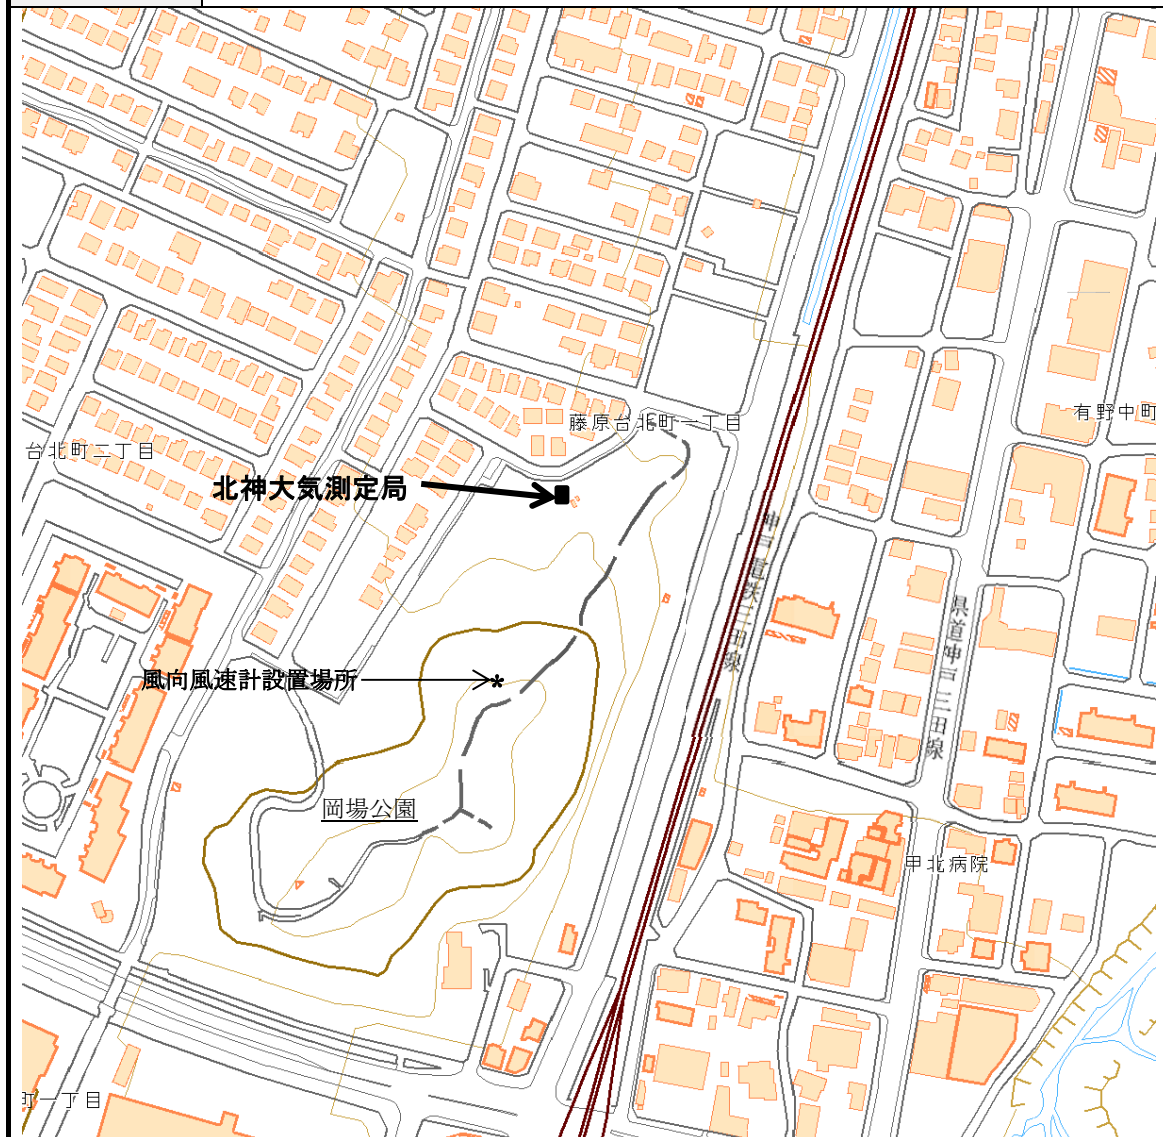 藤原台北町一丁目
有野中町
台北町二丁目
北神大気測定局
神戸電鉄三田線
県道神戸三田線
風向風速計設置場所
岡場公園
甲北病院
町一丁目